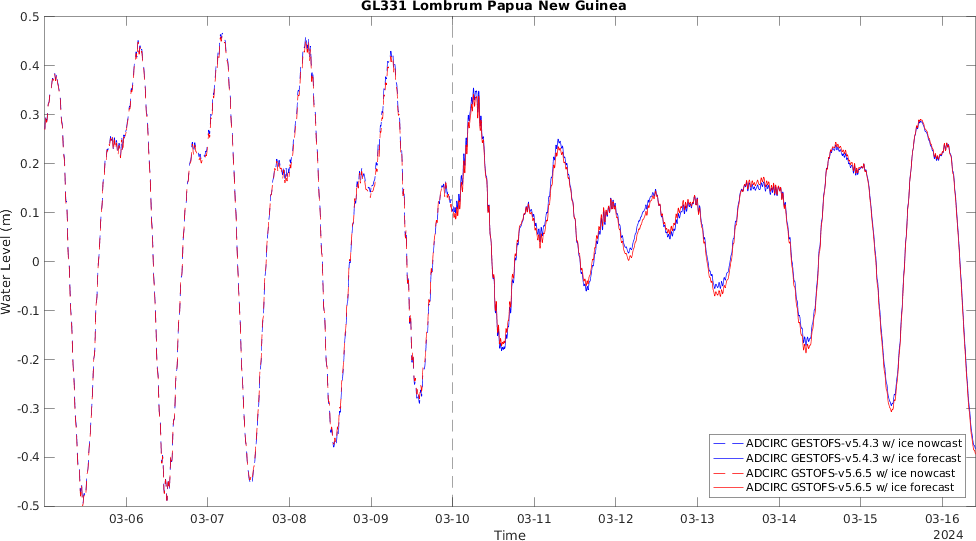 GL331 Lombrum Papua New Guinea
0.5
0.4
0.3
0.2
0.1
0
-0.1
-0.2
-0.3
-0.4
-0.5
Water Level (m)
ADCIRC GESTOFS-v5.4.3 w/ ice nowcast
ADCIRC GESTOFS-v5.4.3 w/ ice forecast
ADCIRC GSTOFS-v5.6.5 w/ ice nowcast
ADCIRC GSTOFS-v5.6.5 w/ ice forecast
03-06 03-07 03-08 03-09 03-10 03-11 03-12 03-13 03-14 03-15 03-16
Time
2024